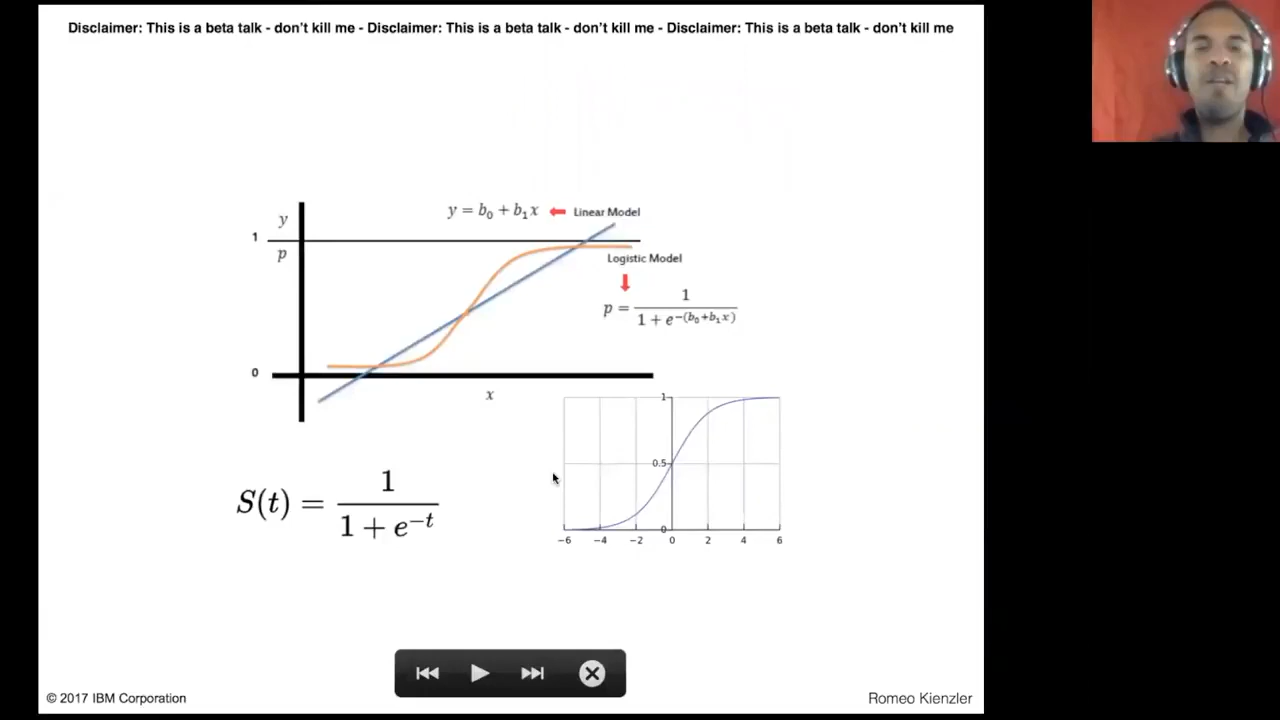 Disclaimer: This is a beta talk - don't kill me - Disclaimer: This is a beta talk - don't kill me - Disclaimer: This is a beta talk - don't kill me
y = b₀ + b₁x Linear Model
y
1
p
Logistic Model
p = 1 / (1 + e^−(b₀+b₁x))
0
x
1
0.5
0
−6 −4 −2 0 2 4 6
S(t) = 1 / (1 + e^−t)
© 2017 IBM Corporation
Romeo Kienzler